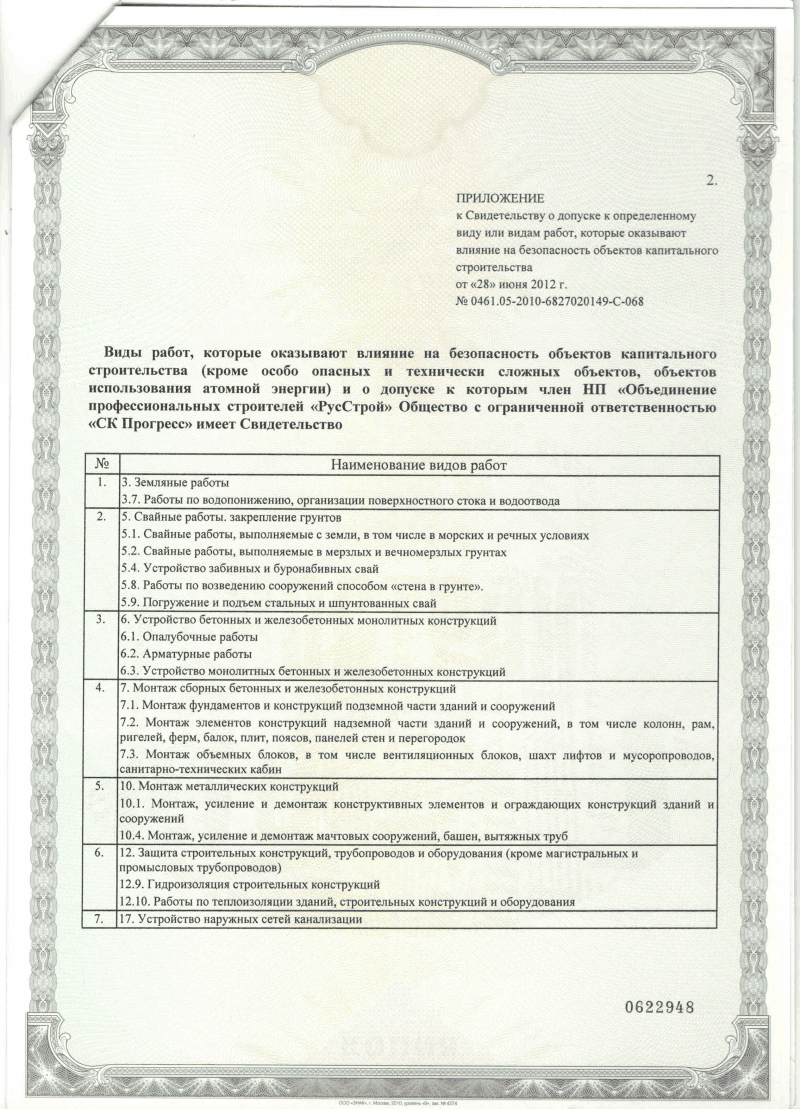 2.
ПРИЛОЖЕНИЕ
к Свидетельству о допуске к определенному
виду или видам работ, которые оказывают
влияние на безопасность объектов капитального
строительства
от «28» июня 2012 г.
№ 0461.05-2010-6827020149-С-068
Виды работ, которые оказывают влияние на безопасность объектов капитального
строительства (кроме особо опасных и технически сложных объектов, объектов
использования атомной энергии) и о допуске к которым член НП «Объединение
профессиональных строителей «РусСтрой» Общество с ограниченной ответственностью
«СК Прогресс» имеет Свидетельство
№ Наименование видов работ
1. 3. Земляные работы
3.7. Работы по водопонижению, организации поверхностного стока и водоотвода
2. 5. Свайные работы. закрепление грунтов
5.1. Свайные работы, выполняемые с земли, в том числе в морских и речных условиях
5.2. Свайные работы, выполняемые в мерзлых и вечномерзлых грунтах
5.4. Устройство забивных и буронабивных свай
5.8. Работы по возведению сооружений способом «стена в грунте».
5.9. Погружение и подъем стальных и шпунтованных свай
3. 6. Устройство бетонных и железобетонных монолитных конструкций
6.1. Опалубочные работы
6.2. Арматурные работы
6.3. Устройство монолитных бетонных и железобетонных конструкций
4. 7. Монтаж сборных бетонных и железобетонных конструкций
7.1. Монтаж фундаментов и конструкций подземной части зданий и сооружений
7.2. Монтаж элементов конструкций надземной части зданий и сооружений, в том числе колонн, рам,
ригелей, ферм, балок, плит, поясов, панелей стен и перегородок
7.3. Монтаж объемных блоков, в том числе вентиляционных блоков, шахт лифтов и мусоропроводов,
санитарно-технических кабин
5. 10. Монтаж металлических конструкций
10.1. Монтаж, усиление и демонтаж конструктивных элементов и ограждающих конструкций зданий и
сооружений
10.4. Монтаж, усиление и демонтаж мачтовых сооружений, башен, вытяжных труб
6. 12. Защита строительных конструкций, трубопроводов и оборудования (кроме магистральных и
промысловых трубопроводов)
12.9. Гидроизоляция строительных конструкций
12.10. Работы по теплоизоляции зданий, строительных конструкций и оборудования
7. 17. Устройство наружных сетей канализации
0622948
ООО «ЗНАК», г. Москва, 2010, уровень «В», зак. № 4374